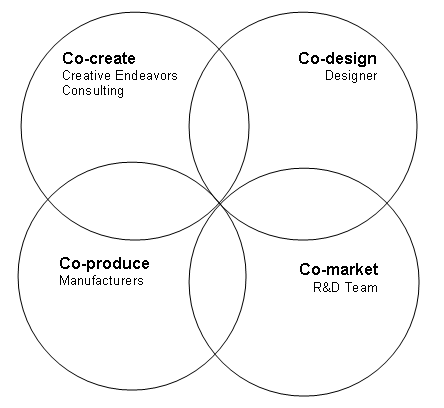 Co-create
Creative Endeavors
Consulting
Co-design
Designer
Co-produce
Manufacturers
Co-market
R&D Team